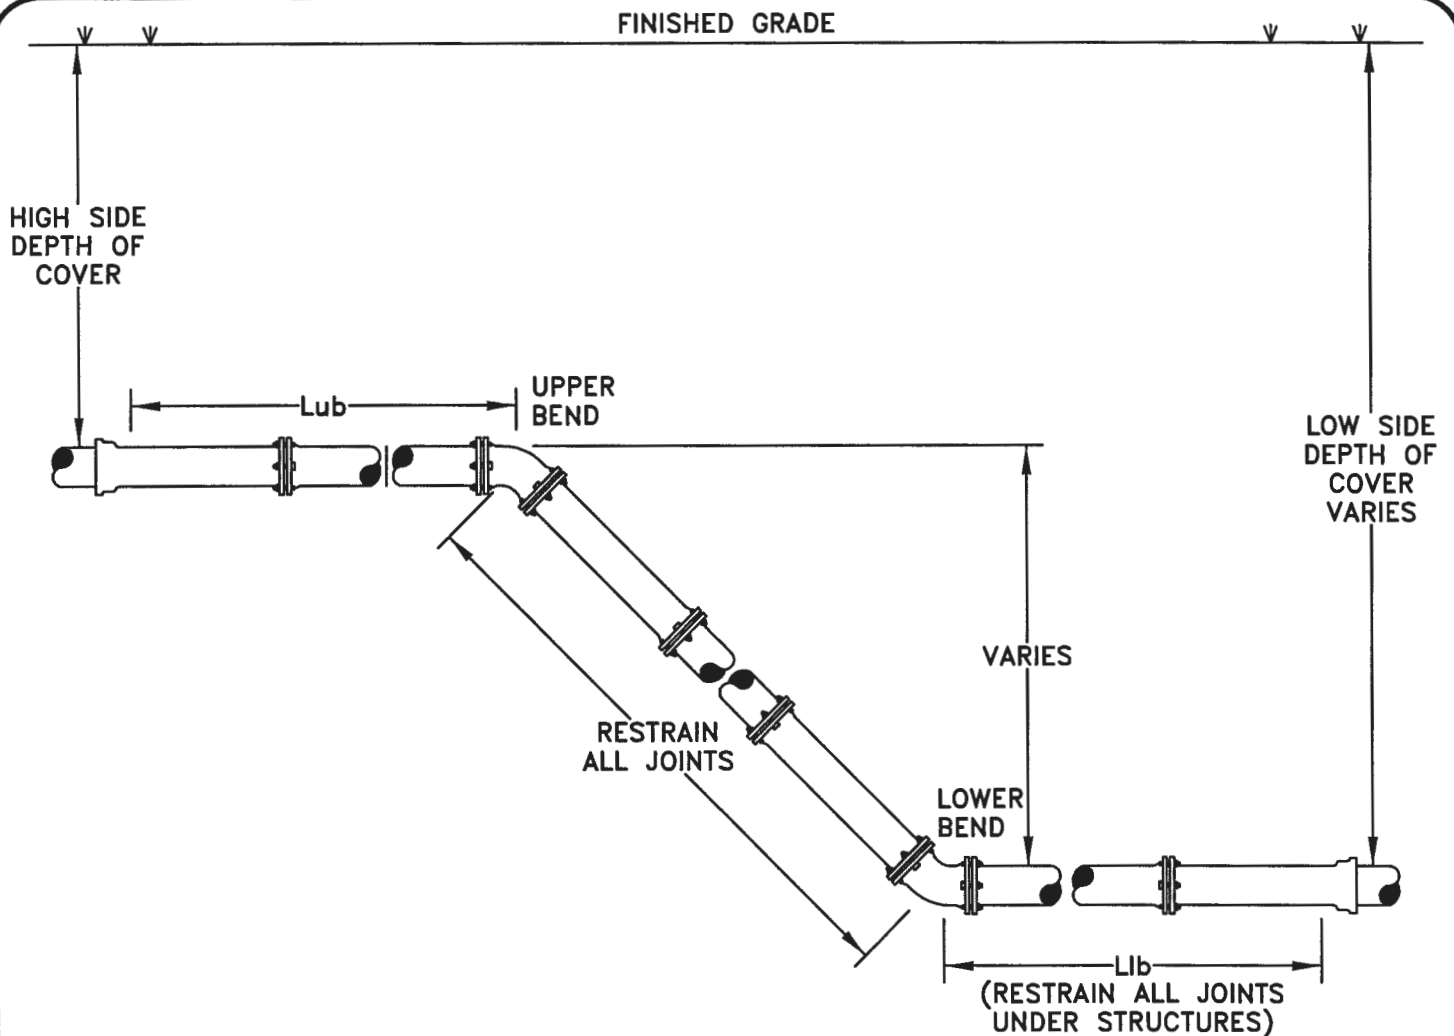 FINISHED GRADE
HIGH SIDE
DEPTH OF
COVER
Lub
UPPER
BEND
LOW SIDE
DEPTH OF
COVER
VARIES
VARIES
RESTRAIN
ALL JOINTS
LOWER
BEND
Llb
(RESTRAIN ALL JOINTS
UNDER STRUCTURES)